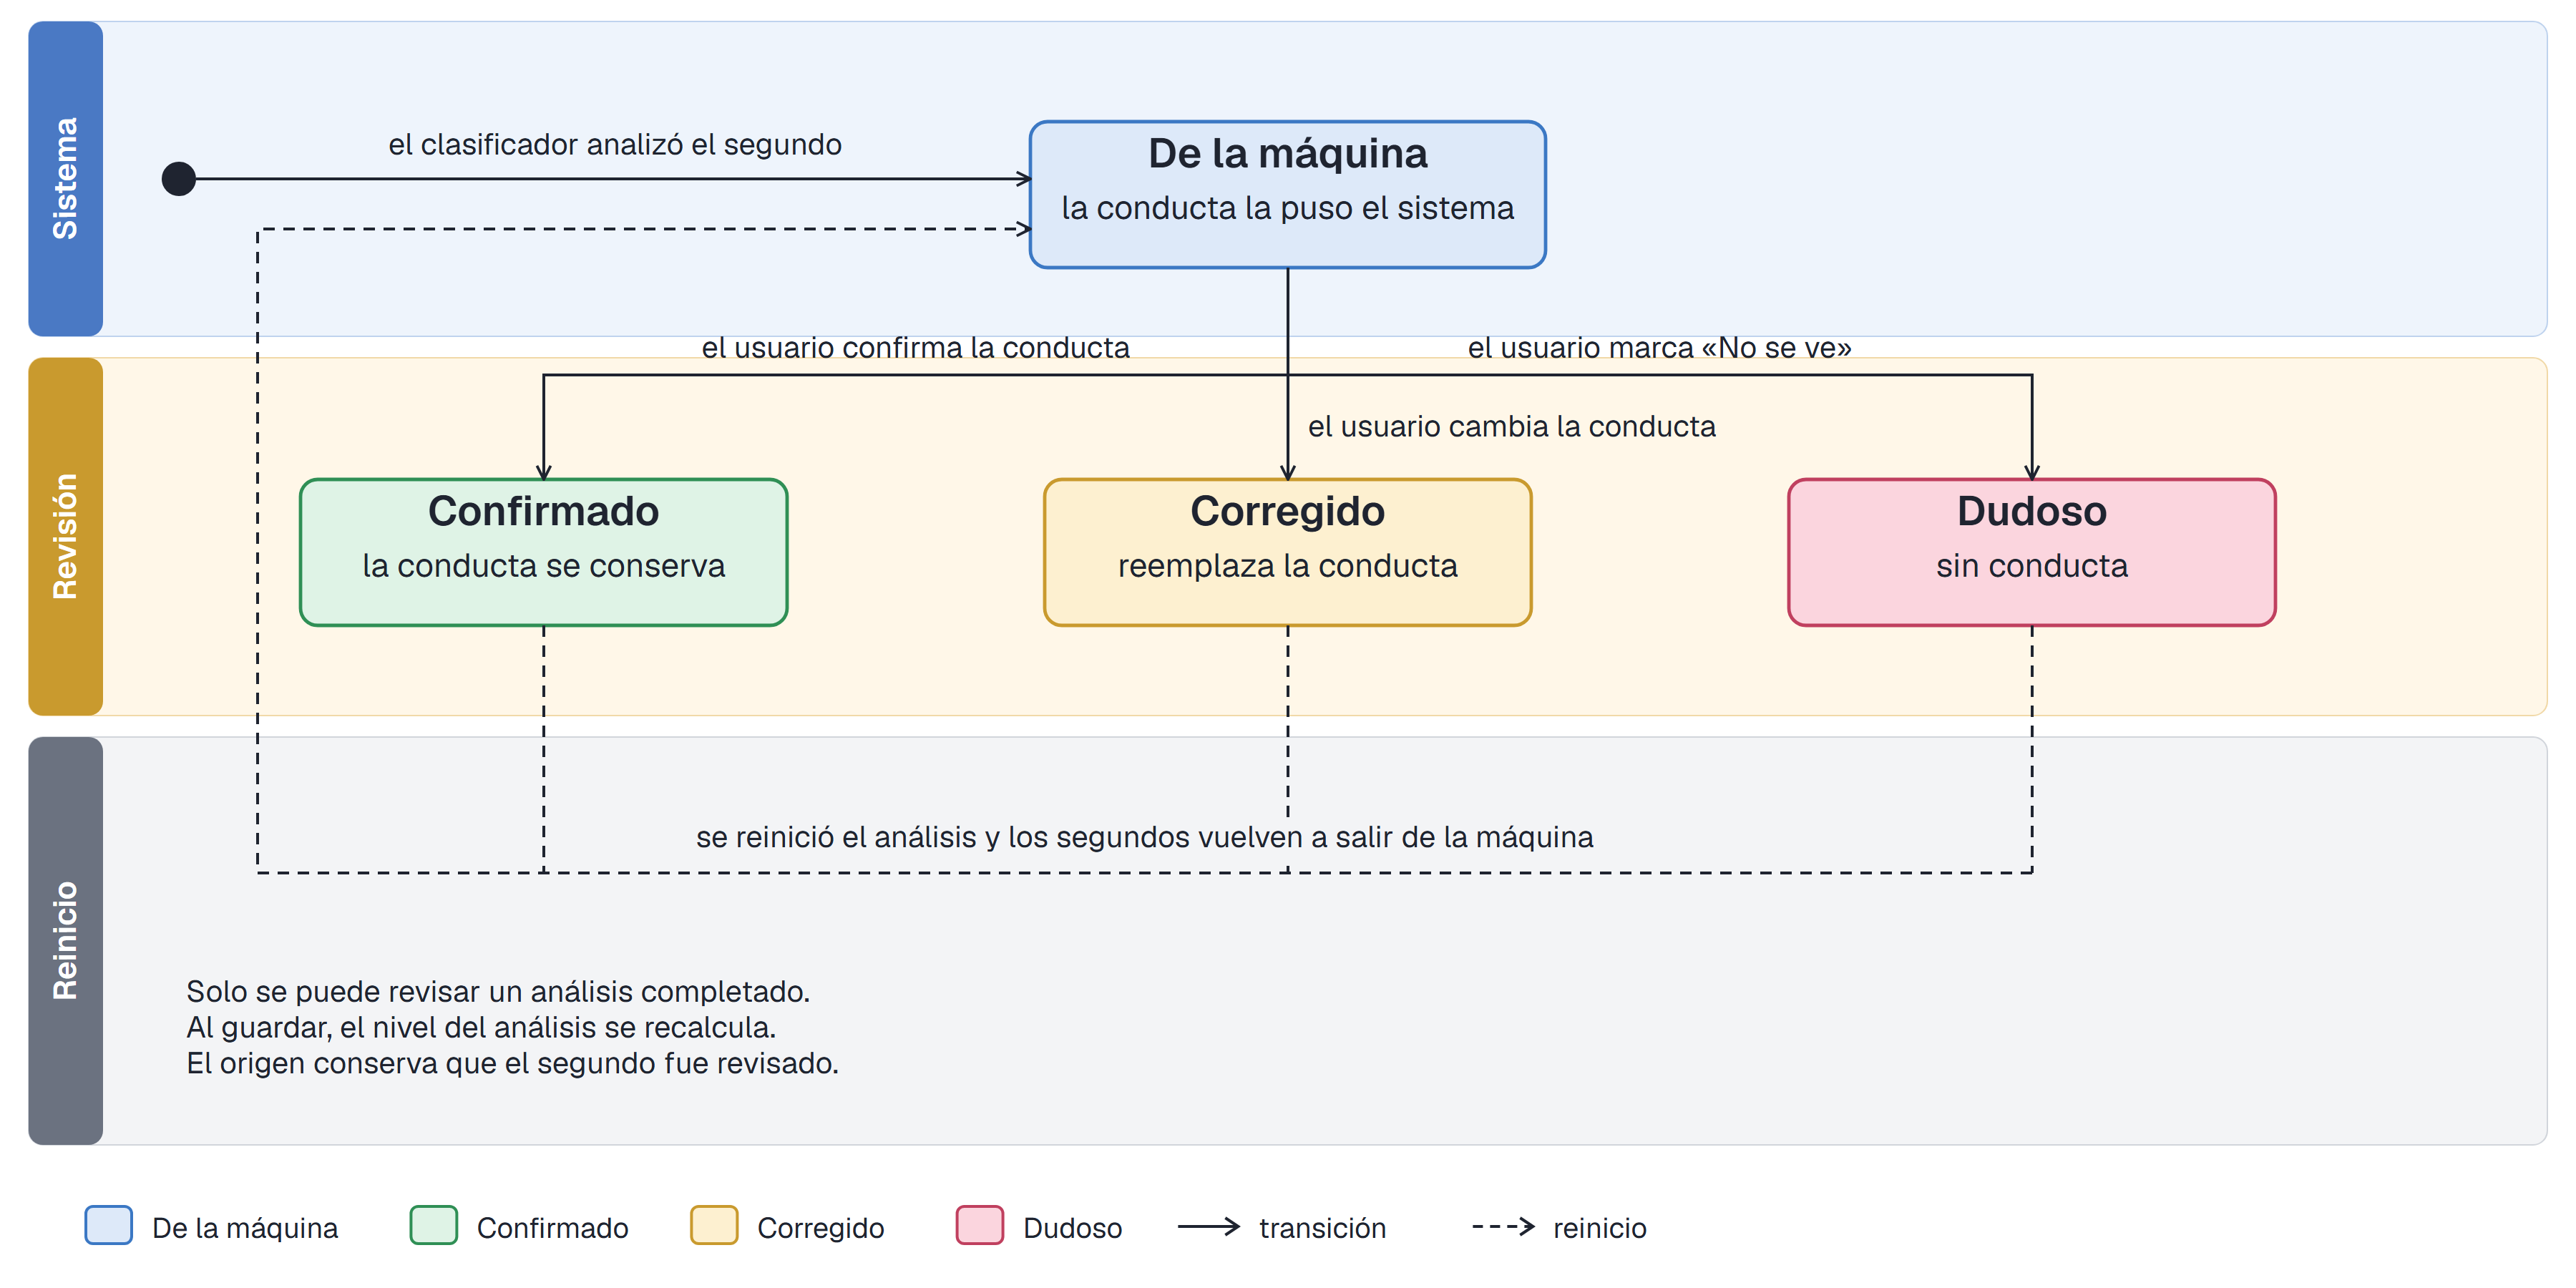 Sistema
el clasificador analizó el segundo
De la máquina
la conducta la puso el sistema
el usuario confirma la conducta
el usuario marca «No se ve»
el usuario cambia la conducta
Revisión
Confirmado
la conducta se conserva
Corregido
reemplaza la conducta
Dudoso
sin conducta
Reinicio
se reinició el análisis y los segundos vuelven a salir de la máquina
Solo se puede revisar un análisis completado.
Al guardar, el nivel del análisis se recalcula.
El origen conserva que el segundo fue revisado.
De la máquina
Confirmado
Corregido
Dudoso
transición
reinicio